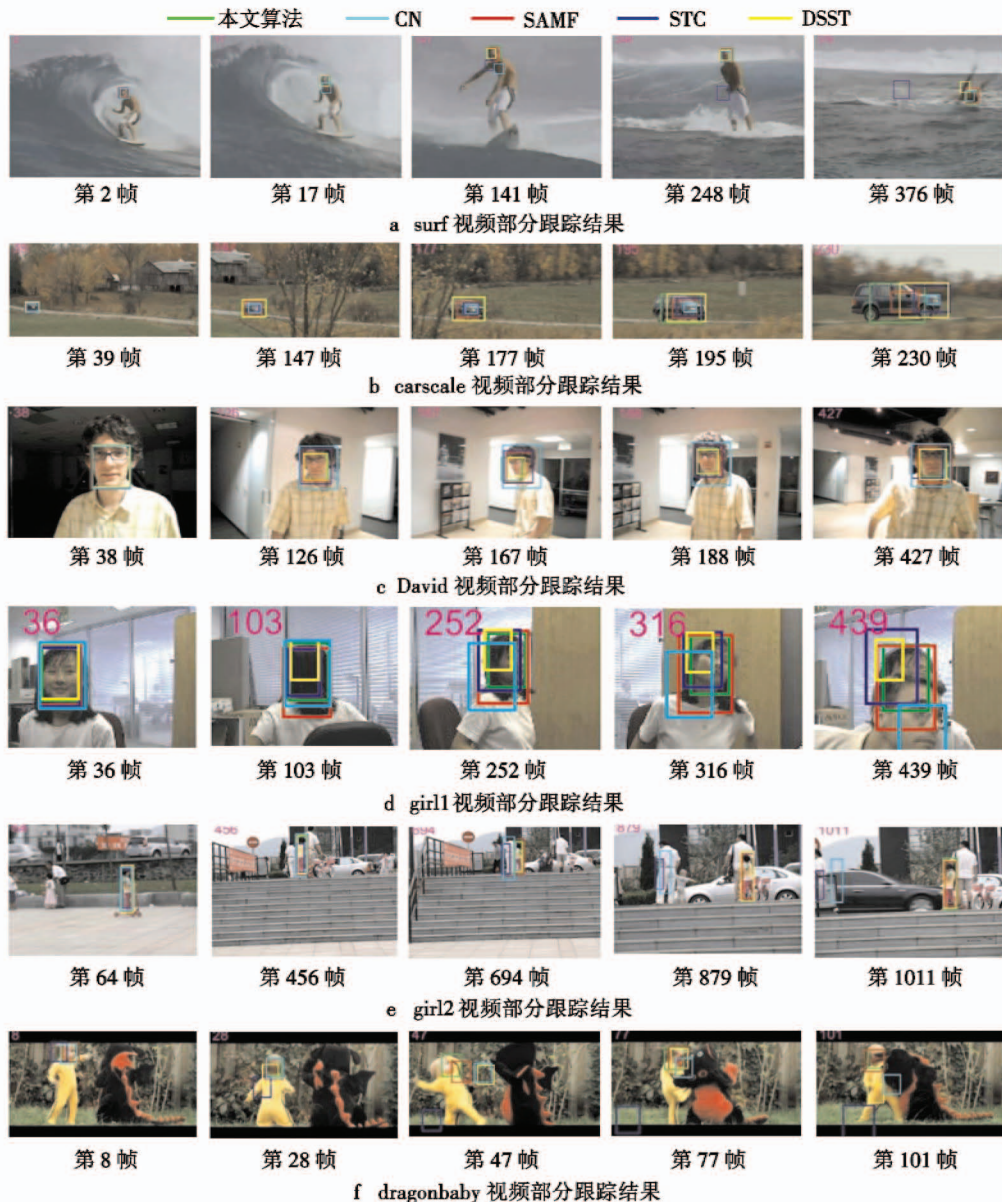 本文算法 CN SAMF STC DSST
第 2 帧 第 17 帧 第 141 帧 第 248 帧 第 376 帧
a surf 视频部分跟踪结果
177 195 230
第 39 帧 第 147 帧 第 177 帧 第 195 帧 第 230 帧
b carscale 视频部分跟踪结果
38 427
第 38 帧 第 126 帧 第 167 帧 第 188 帧 第 427 帧
c David 视频部分跟踪结果
36 103 252 316 439
第 36 帧 第 103 帧 第 252 帧 第 316 帧 第 439 帧
d girl1 视频部分跟踪结果
456 694 879 1011
第 64 帧 第 456 帧 第 694 帧 第 879 帧 第 1011 帧
e girl2 视频部分跟踪结果
8 28 47 77 101
第 8 帧 第 28 帧 第 47 帧 第 77 帧 第 101 帧
f dragonbaby 视频部分跟踪结果